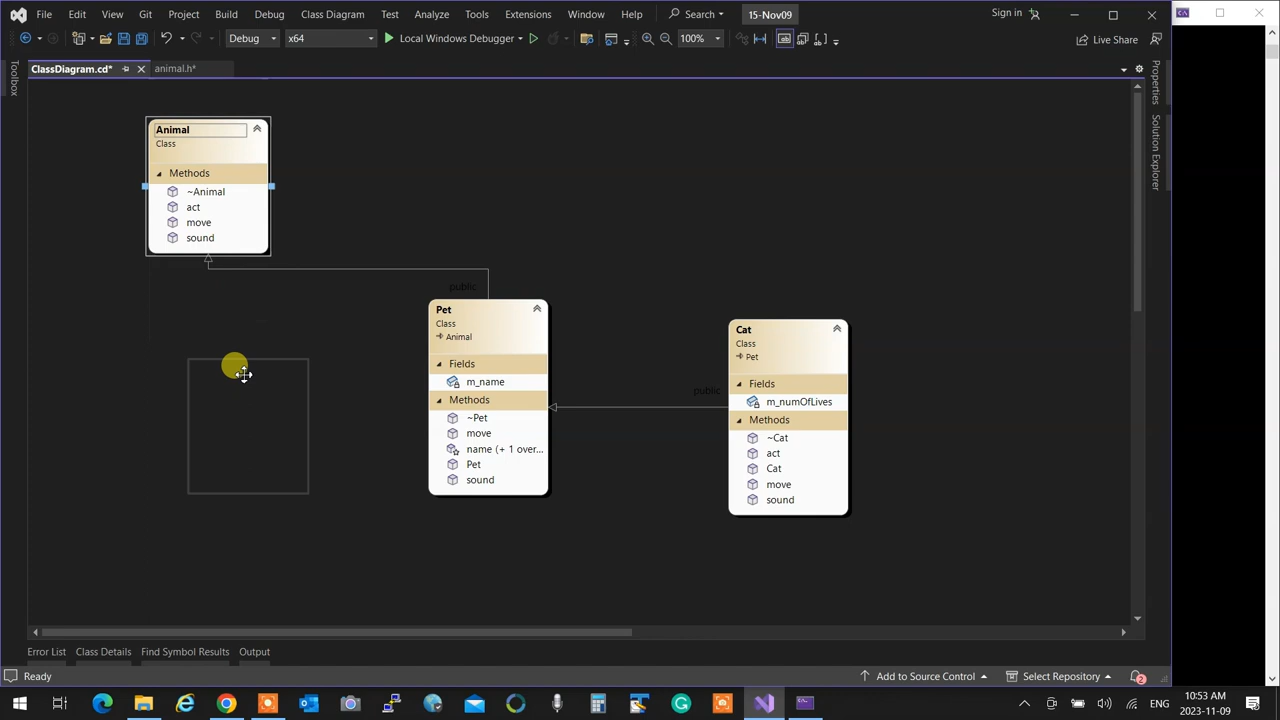 File Edit View Git Project Build Debug Class Diagram Test Analyze Tools Extensions Window Help Search 15-Nov09 Sign in
Debug x64 Local Windows Debugger 100% Live Share
Toolbox
ClassDiagram.cd* animal.h*
Properties
Solution Explorer
Animal
Class
Methods
~Animal
act
move
sound
public
Pet
Class
Animal
Fields
m_name
Methods
~Pet
move
name (+ 1 over...
Pet
sound
public
Cat
Class
Pet
Fields
m_numOfLives
Methods
~Cat
act
Cat
move
sound
Error List Class Details Find Symbol Results Output
Ready Add to Source Control Select Repository 2
ENG 10:53 AM
2023-11-09